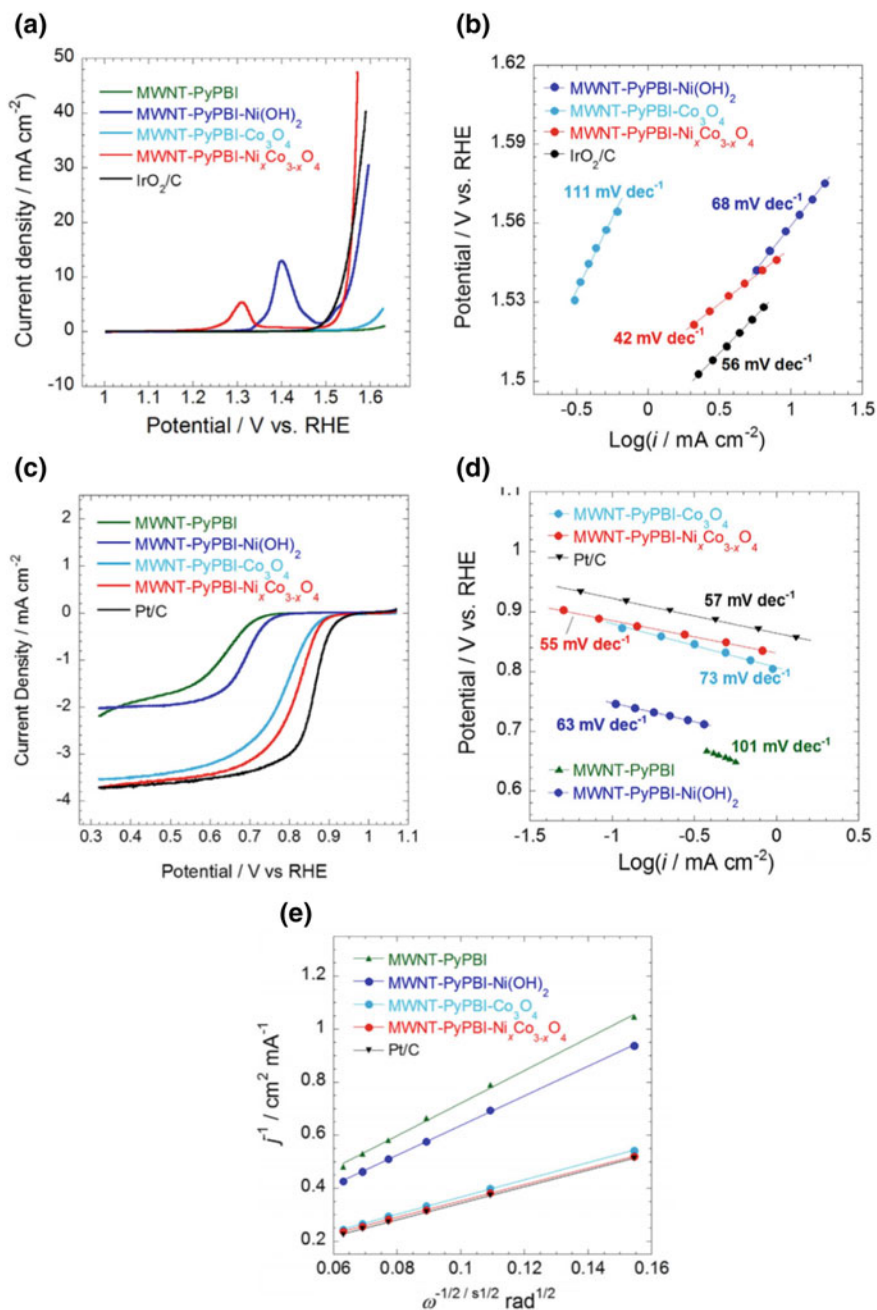 (a)
50
40
30
20
10
0
-10
Current density / mA cm⁻²
MWNT-PyPBI
MWNT-PyPBI-Ni(OH)₂
MWNT-PyPBI-Co₃O₄
MWNT-PyPBI-NiₓCo₃₋ₓO₄
IrO₂/C
1 1.1 1.2 1.3 1.4 1.5 1.6
Potential / V vs. RHE
(b)
1.62
1.59
1.56
1.53
1.5
Potential / V vs. RHE
MWNT-PyPBI-Ni(OH)₂
MWNT-PyPBI-Co₃O₄
MWNT-PyPBI-NiₓCo₃₋ₓO₄
IrO₂/C
111 mV dec⁻¹
68 mV dec⁻¹
42 mV dec⁻¹
56 mV dec⁻¹
-0.5 0 0.5 1 1.5
Log(i / mA cm⁻²)
(c)
2
1
0
-1
-2
-3
-4
Current Density / mA cm⁻²
MWNT-PyPBI
MWNT-PyPBI-Ni(OH)₂
MWNT-PyPBI-Co₃O₄
MWNT-PyPBI-NiₓCo₃₋ₓO₄
Pt/C
0.3 0.4 0.5 0.6 0.7 0.8 0.9 1 1.1
Potential / V vs RHE
(d)
1.1
1
0.9
0.8
0.7
0.6
Potential / V vs. RHE
MWNT-PyPBI-Co₃O₄
MWNT-PyPBI-NiₓCo₃₋ₓO₄
Pt/C
57 mV dec⁻¹
55 mV dec⁻¹
73 mV dec⁻¹
63 mV dec⁻¹
101 mV dec⁻¹
MWNT-PyPBI
MWNT-PyPBI-Ni(OH)₂
-1.5 -1 -0.5 0 0.5
Log(i / mA cm⁻²)
(e)
1.2
1
0.8
0.6
0.4
0.2
j⁻¹ / cm² mA⁻¹
MWNT-PyPBI
MWNT-PyPBI-Ni(OH)₂
MWNT-PyPBI-Co₃O₄
MWNT-PyPBI-NiₓCo₃₋ₓO₄
Pt/C
0.06 0.08 0.1 0.12 0.14 0.16
ω⁻¹/² / s1/2 rad¹/²